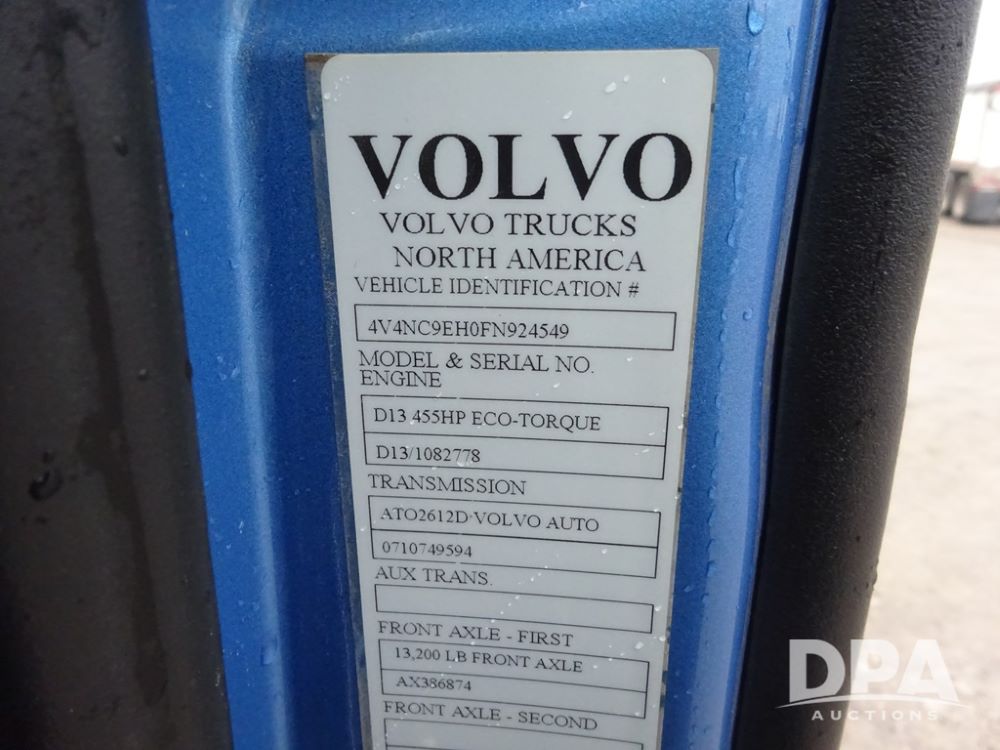 VOLVO
VOLVO TRUCKS
NORTH AMERICA
VEHICLE IDENTIFICATION #
4V4NC9EH0FN924549
MODEL & SERIAL NO.
ENGINE
D13 455HP ECO-TORQUE
D13/1082778
TRANSMISSION
ATO2612D VOLVO AUTO
0710749594
AUX TRANS.
FRONT AXLE - FIRST
13,200 LB FRONT AXLE
AX386874
FRONT AXLE - SECOND
DPA
AUCTIONS